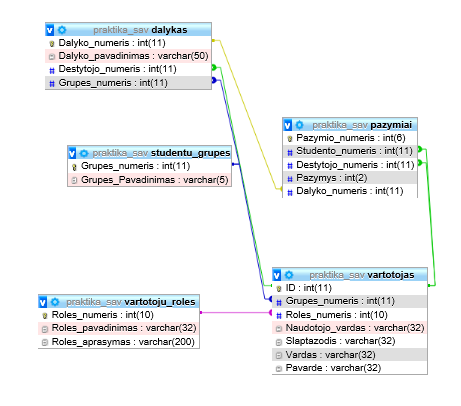 praktika_sav dalykas
Dalyko_numeris : int(11)
Dalyko_pavadinimas : varchar(50)
Destytojo_numeris : int(11)
Grupes_numeris : int(11)
praktika_sav pazymiai
Pazymio_numeris : int(6)
Studento_numeris : int(11)
Destytojo_numeris : int(11)
Pazymys : int(2)
Dalyko_numeris : int(11)
praktika_sav studentu_grupes
Grupes_numeris : int(11)
Grupes_Pavadinimas : varchar(5)
praktika_sav vartotojas
ID : int(11)
Grupes_numeris : int(11)
Roles_numeris : int(10)
Naudotojo_vardas : varchar(32)
Slaptazodis : varchar(32)
Vardas : varchar(32)
Pavarde : varchar(32)
praktika_sav vartotoju_roles
Roles_numeris : int(10)
Roles_pavadinimas : varchar(32)
Roles_aprasymas : varchar(200)